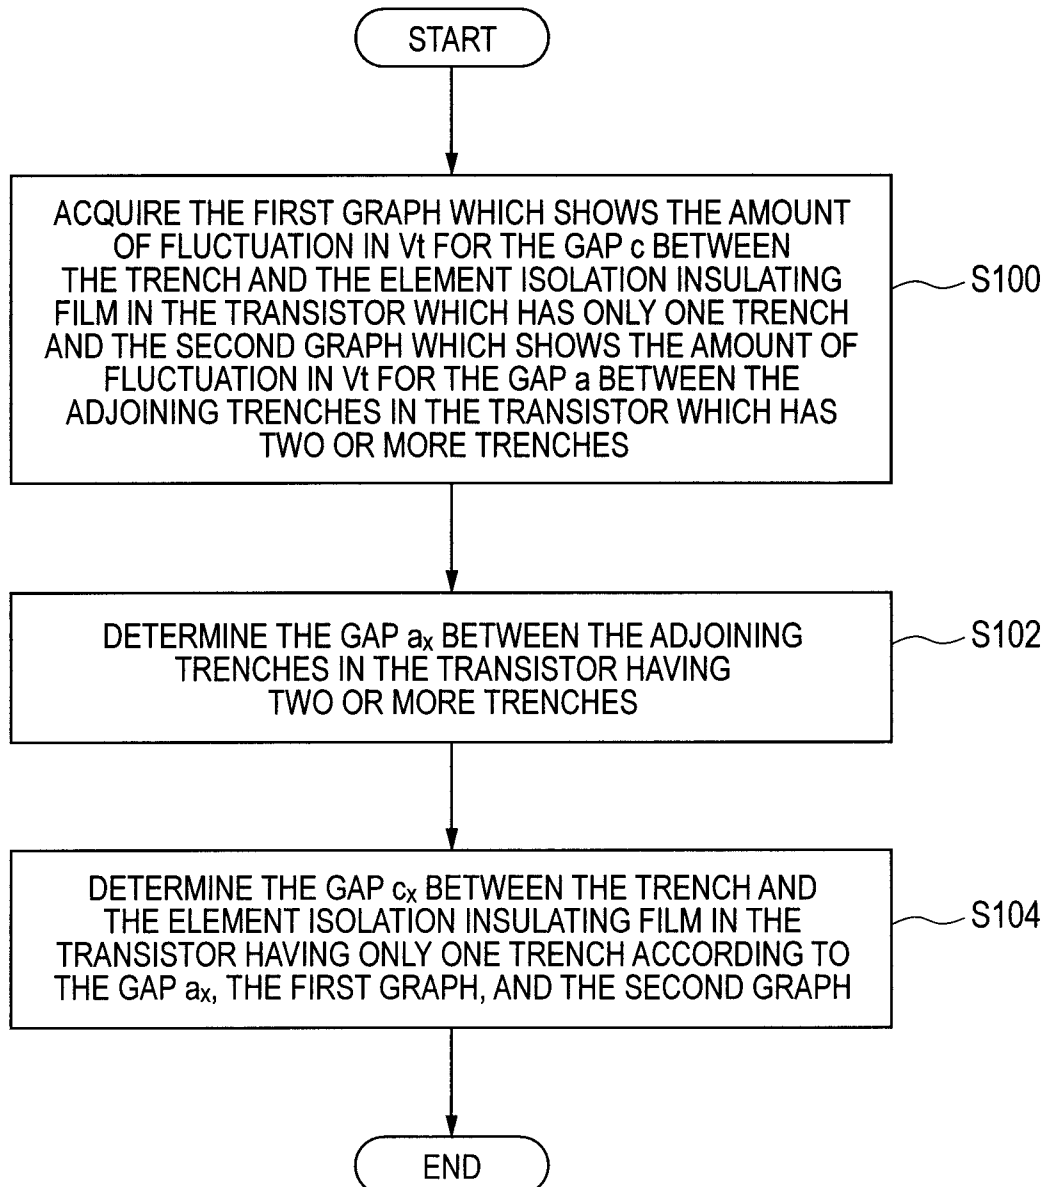 START
ACQUIRE THE FIRST GRAPH WHICH SHOWS THE AMOUNT
OF FLUCTUATION IN Vt FOR THE GAP c BETWEEN
THE TRENCH AND THE ELEMENT ISOLATION INSULATING
FILM IN THE TRANSISTOR WHICH HAS ONLY ONE TRENCH
AND THE SECOND GRAPH WHICH SHOWS THE AMOUNT OF
FLUCTUATION IN Vt FOR THE GAP a BETWEEN THE
ADJOINING TRENCHES IN THE TRANSISTOR WHICH HAS
TWO OR MORE TRENCHES
S100
DETERMINE THE GAP ax BETWEEN THE ADJOINING
TRENCHES IN THE TRANSISTOR HAVING
TWO OR MORE TRENCHES
S102
DETERMINE THE GAP cx BETWEEN THE TRENCH AND
THE ELEMENT ISOLATION INSULATING FILM IN THE
TRANSISTOR HAVING ONLY ONE TRENCH ACCORDING TO
THE GAP ax, THE FIRST GRAPH, AND THE SECOND GRAPH
S104
END